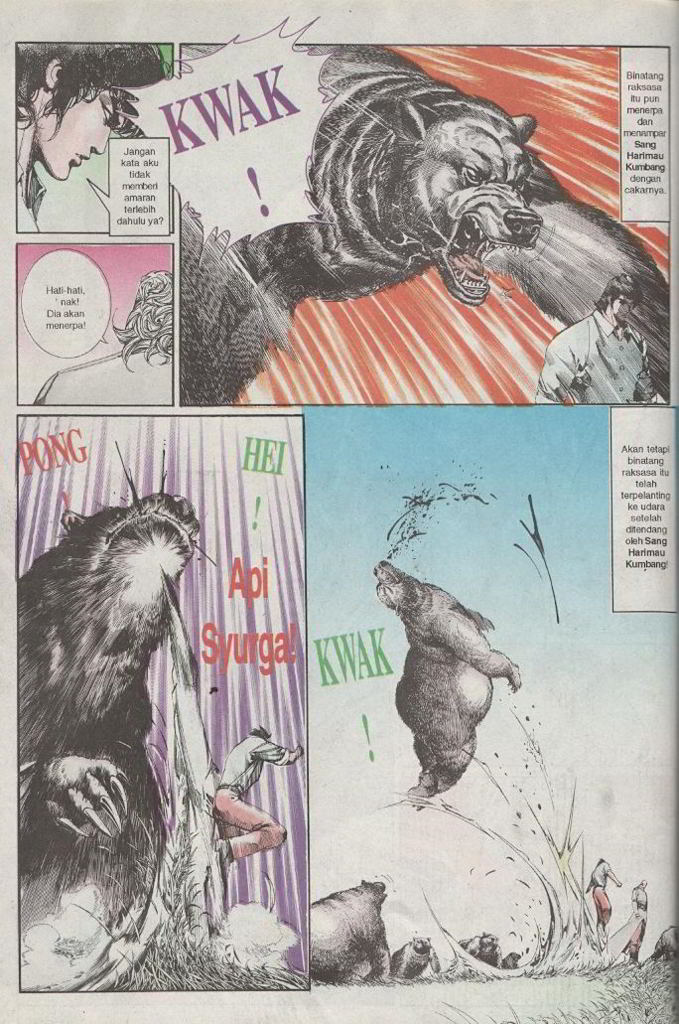 Jangan
kata aku
tidak
memberi
amaran
terlebih
dahulu ya?
KWAK
!
Binatang
raksasa
itu pun
menerpa
dan
menampar
Sang
Harimau
Kumbang
dengan
cakarnya.
Hati-hati,
' nak!
Dia akan
menerpa!
PONG
!
HEI
!
Api
Syurga!
KWAK
!
Akan tetapi
binatang
raksasa itu
telah
terpelanting
ke udara
setelah
ditendang
oleh Sang
Harimau
Kumbang!